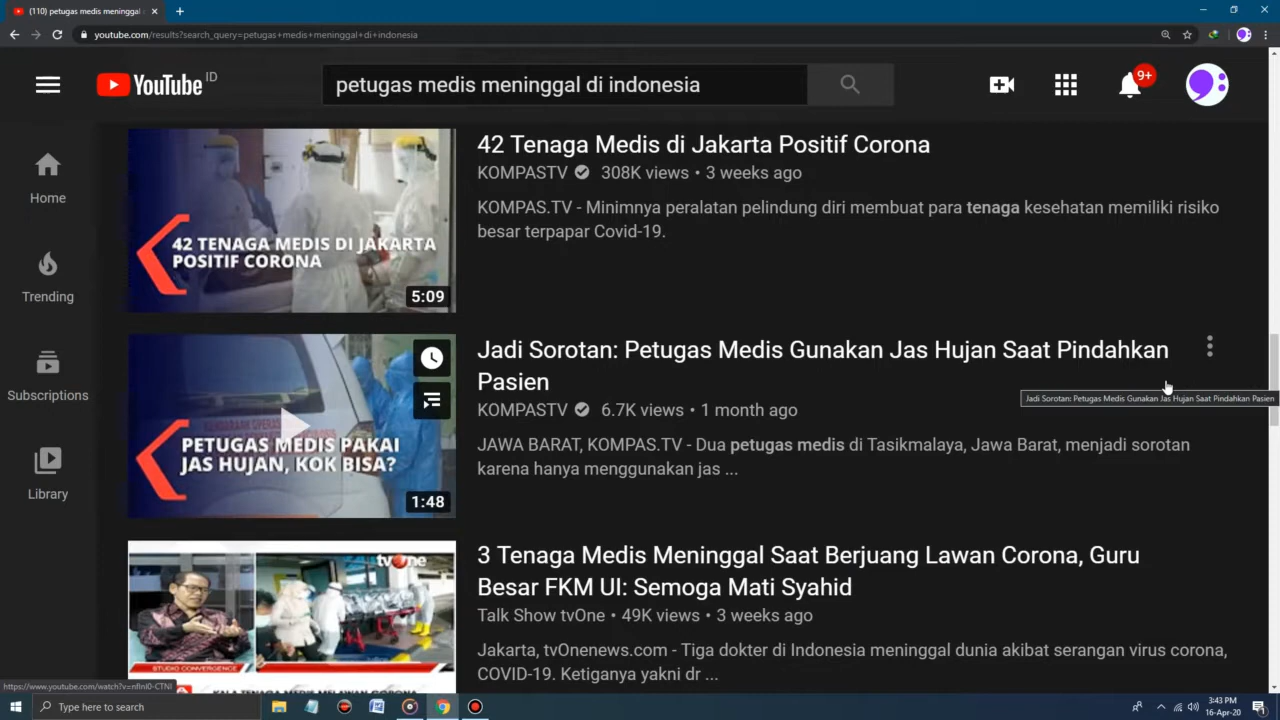 (110) petugas medis meninggal
youtube.com/results?search_query=petugas+medis+meninggal+di+indonesia
YouTube ID
petugas medis meninggal di indonesia
9+
Home
Trending
Subscriptions
Library
42 TENAGA MEDIS DI JAKARTA
POSITIF CORONA
5:09
42 Tenaga Medis di Jakarta Positif Corona
KOMPASTV 308K views • 3 weeks ago
KOMPAS.TV - Minimnya peralatan pelindung diri membuat para tenaga kesehatan memiliki risiko
besar terpapar Covid-19.
PETUGAS MEDIS PAKAI
JAS HUJAN, KOK BISA?
1:48
Jadi Sorotan: Petugas Medis Gunakan Jas Hujan Saat Pindahkan
Pasien
Jadi Sorotan: Petugas Medis Gunakan Jas Hujan Saat Pindahkan Pasien
KOMPASTV 6.7K views • 1 month ago
JAWA BARAT, KOMPAS.TV - Dua petugas medis di Tasikmalaya, Jawa Barat, menjadi sorotan
karena hanya menggunakan jas ...
tvOne
STUDIO CONVERGENCE
KALA TENAGA MEDIS MELAWAN CORONA
3 Tenaga Medis Meninggal Saat Berjuang Lawan Corona, Guru
Besar FKM UI: Semoga Mati Syahid
Talk Show tvOne • 49K views • 3 weeks ago
Jakarta, tvOnenews.com - Tiga dokter di Indonesia meninggal dunia akibat serangan virus corona,
COVID-19. Ketiganya yakni dr ...
Type here to search
3:43 PM
16-Apr-20